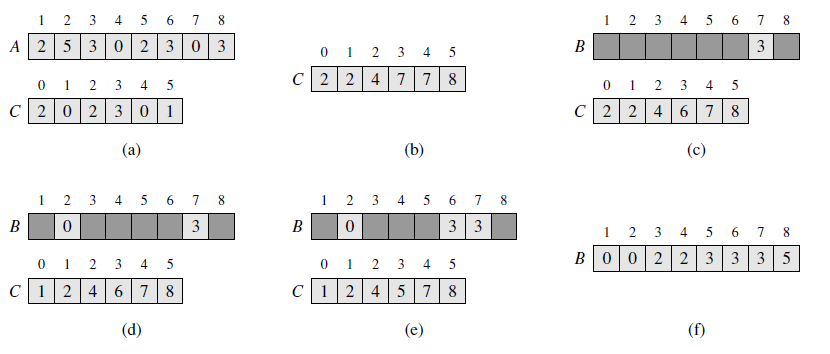 1 2 3 4 5 6 7 8
A 2 5 3 0 2 3 0 3
0 1 2 3 4 5
C 2 0 2 3 0 1
(a)
0 1 2 3 4 5
C 2 2 4 7 7 8
(b)
1 2 3 4 5 6 7 8
B 3
0 1 2 3 4 5
C 2 2 4 6 7 8
(c)
1 2 3 4 5 6 7 8
B 0 3
0 1 2 3 4 5
C 1 2 4 6 7 8
(d)
1 2 3 4 5 6 7 8
B 0 3 3
0 1 2 3 4 5
C 1 2 4 5 7 8
(e)
1 2 3 4 5 6 7 8
B 0 0 2 2 3 3 3 5
(f)